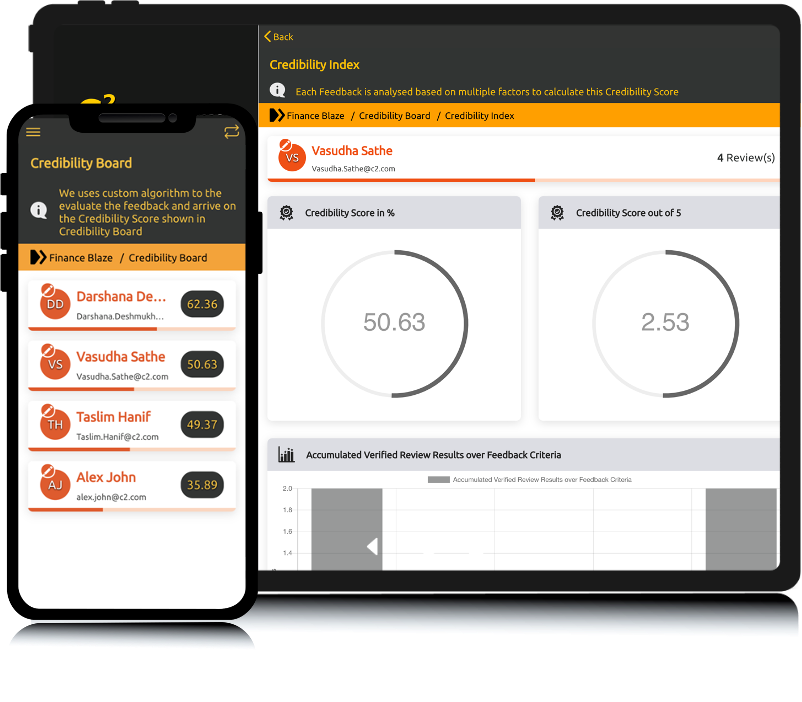 Back
Credibility Index
Each Feedback is analysed based on multiple factors to calculate this Credibility Score
Finance Blaze / Credibility Board / Credibility Index
VS
Vasudha Sathe
Vasudha.Sathe@c2.com
4 Review(s)
Credibility Score in %
50.63
Credibility Score out of 5
2.53
Accumulated Verified Review Results over Feedback Criteria
Accumulated Verified Review Results over Feedback Criteria
2.0
1.8
1.6
1.4
C2
Credibility Board
We uses custom algorithm to the
evaluate the feedback and arrive on
the Credibility Score shown in
Credibility Board
Finance Blaze / Credibility Board
DD
Darshana De...
Darshana.Deshmukh...
62.36
VS
Vasudha Sathe
Vasudha.Sathe@c2.com
50.63
TH
Taslim Hanif
Taslim.Hanif@c2.com
49.37
AJ
Alex John
alex.john@c2.com
35.89